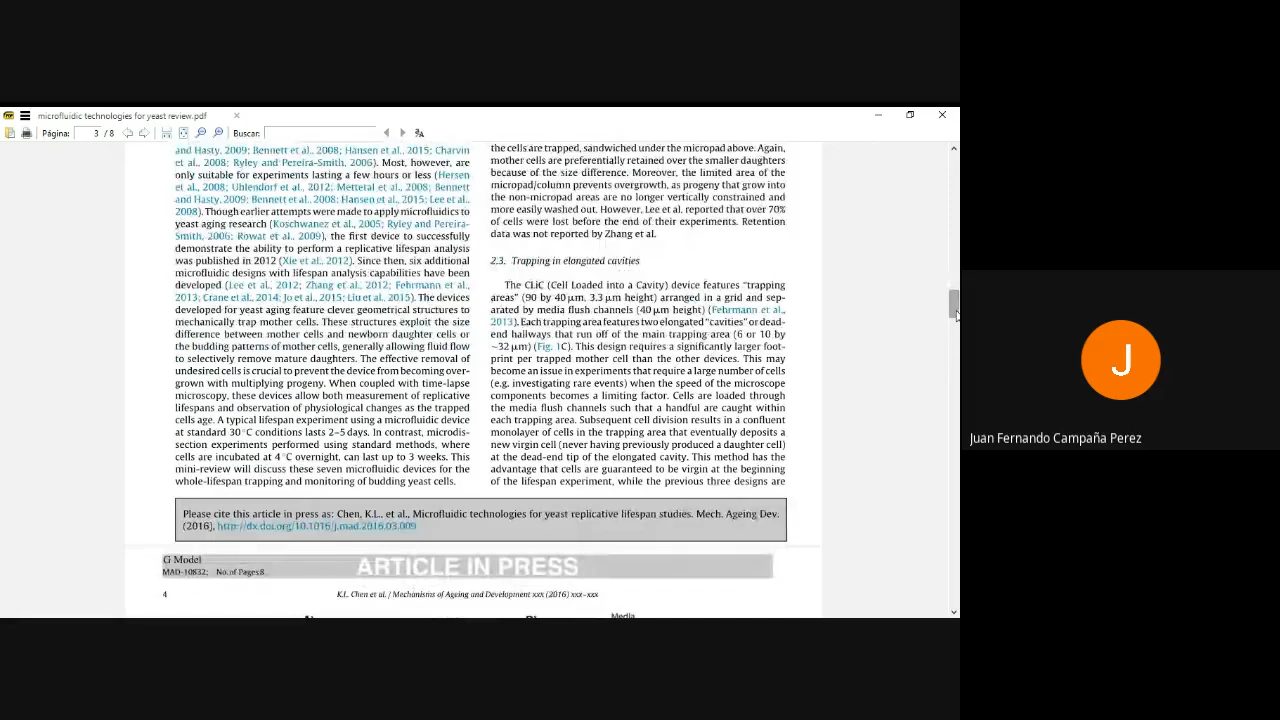 microfluidic technologies for yeast review.pdf
Página: 3 / 8 Buscar:
and Hasty, 2009; Bennett et al., 2008; Hansen et al., 2015; Charvin
et al., 2008; Ryley and Pereira-Smith, 2006). Most, however, are
only suitable for experiments lasting a few hours or less (Hersen
et al., 2008; Uhlendorf et al., 2012; Mettetal et al., 2008; Bennett
and Hasty, 2009; Bennett et al., 2008; Hansen et al., 2015; Lee et al.,
2008). Though earlier attempts were made to apply microfluidics to
yeast aging research (Koschwanez et al., 2005; Ryley and Pereira-
Smith, 2006; Rowat et al., 2009), the first device to successfully
demonstrate the ability to perform a replicative lifespan analysis
was published in 2012 (Xie et al., 2012). Since then, six additional
microfluidic designs with lifespan analysis capabilities have been
developed (Lee et al., 2012; Zhang et al., 2012; Fehrmann et al.,
2013; Crane et al., 2014; Jo et al., 2015; Liu et al., 2015). The devices
developed for yeast aging feature clever geometrical structures to
mechanically trap mother cells. These structures exploit the size
difference between mother cells and newborn daughter cells or
the budding patterns of mother cells, generally allowing fluid flow
to selectively remove mature daughters. The effective removal of
undesired cells is crucial to prevent the device from becoming over-
grown with multiplying progeny. When coupled with time-lapse
microscopy, these devices allow both measurement of replicative
lifespans and observation of physiological changes as the trapped
cells age. A typical lifespan experiment using a microfluidic device
at standard 30 °C conditions lasts 2–5 days. In contrast, microdis-
section experiments performed using standard methods, where
cells are incubated at 4 °C overnight, can last up to 3 weeks. This
mini-review will discuss these seven microfluidic devices for the
whole-lifespan trapping and monitoring of budding yeast cells.
the cells are trapped, sandwiched under the micropad above. Again,
mother cells are preferentially retained over the smaller daughters
because of the size difference. Moreover, the limited area of the
micropad/column prevents overgrowth, as progeny that grow into
the non-micropad areas are no longer vertically constrained and
more easily washed out. However, Lee et al. reported that over 70%
of cells were lost before the end of their experiments. Retention
data was not reported by Zhang et al.
2.3. Trapping in elongated cavities
The CLiC (Cell Loaded into a Cavity) device features "trapping
areas" (90 by 40 μm, 3.3 μm height) arranged in a grid and sep-
arated by media flush channels (40 μm height) (Fehrmann et al.,
2013). Each trapping area features two elongated "cavities" or dead-
end hallways that run off of the main trapping area (6 or 10 by
~32 μm) (Fig. 1C). This design requires a significantly larger foot-
print per trapped mother cell than the other devices. This may
become an issue in experiments that require a large number of cells
(e.g. investigating rare events) when the speed of the microscope
components becomes a limiting factor. Cells are loaded through
the media flush channels such that a handful are caught within
each trapping area. Subsequent cell division results in a confluent
monolayer of cells in the trapping area that eventually deposits a
new virgin cell (never having previously produced a daughter cell)
at the dead-end tip of the elongated cavity. This method has the
advantage that cells are guaranteed to be virgin at the beginning
of the lifespan experiment, while the previous three designs are
Please cite this article in press as: Chen, K.L., et al., Microfluidic technologies for yeast replicative lifespan studies. Mech. Ageing Dev.
(2016), http://dx.doi.org/10.1016/j.mad.2016.03.009
G Model
MAD-10832; No. of Pages 8
ARTICLE IN PRESS
4 K.L. Chen et al. / Mechanisms of Ageing and Development xxx (2016) xxx–xxx
Media
J
Juan Fernando Campaña Perez